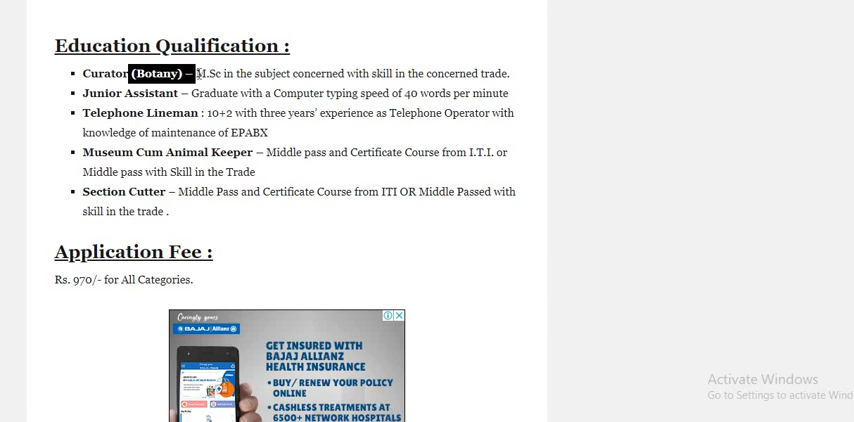 Education Qualification :
Curator (Botany) – M.Sc in the subject concerned with skill in the concerned trade.
Junior Assistant – Graduate with a Computer typing speed of 40 words per minute
Telephone Lineman : 10+2 with three years’ experience as Telephone Operator with
knowledge of maintenance of EPABX
Museum Cum Animal Keeper – Middle pass and Certificate Course from I.T.I. or
Middle pass with Skill in the Trade
Section Cutter – Middle Pass and Certificate Course from ITI OR Middle Passed with
skill in the trade .
Application Fee :
Rs. 970/- for All Categories.
Caringly yours
BAJAJ Allianz
GET INSURED WITH
BAJAJ ALLIANZ
HEALTH INSURANCE
• BUY/ RENEW YOUR POLICY
ONLINE
• CASHLESS TREATMENTS AT
6500+ NETWORK HOSPITALS
Activate Windows
Go to Settings to activate Wind